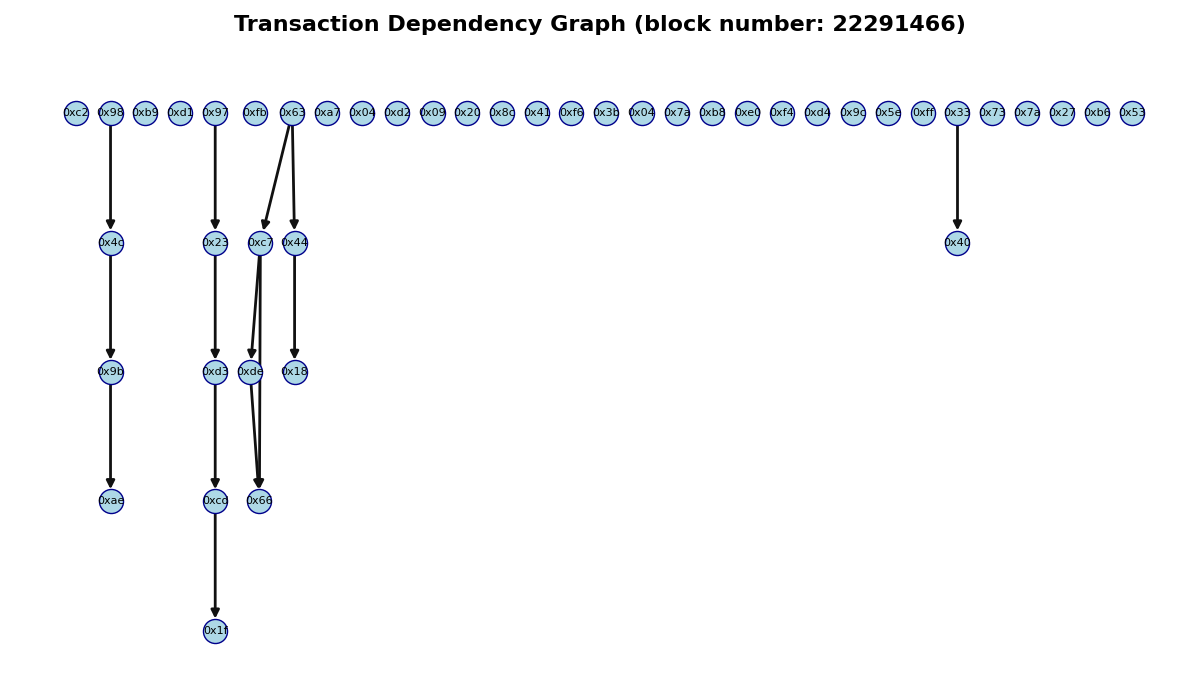 Transaction Dependency Graph (block number: 22291466)
0xc2 0x98 0xb9 0xd1 0x97 0xfb 0x63 0xa7 0x04 0xd2 0x09 0x20 0x8c 0x41 0xf6 0x3b 0x04 0x7a 0xb8 0xe0 0xf4 0xd4 0x9c 0x5e 0xff 0x33 0x73 0x7a 0x27 0xb6 0x53
0x4c 0x23 0xc7 0x44 0x40
0x9b 0xd3 0xde 0x18
0xae 0xcd 0x66
0x1f